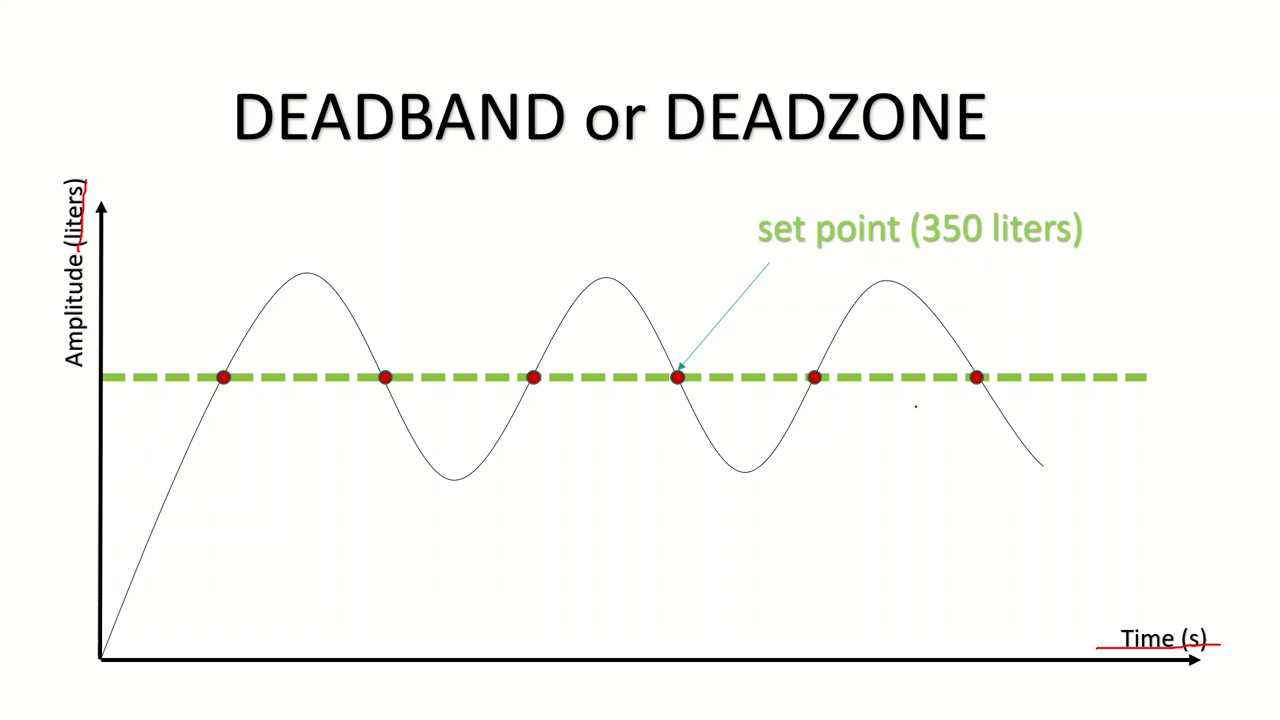 DEADBAND or DEADZONE
Amplitude (liters)
set point (350 liters)
Time (s)